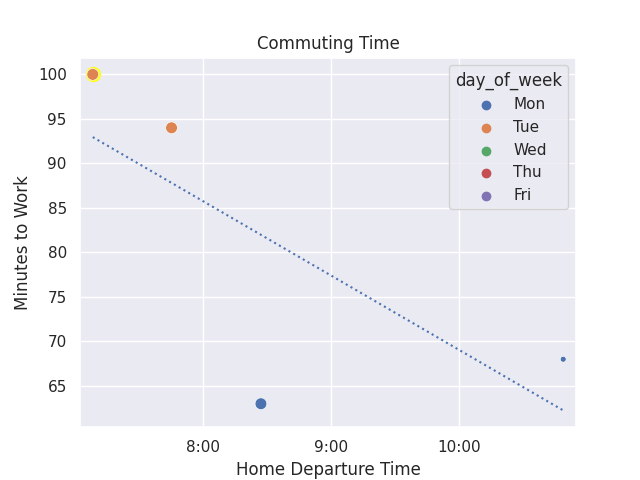 Commuting Time
Minutes to Work
100
95
90
85
80
75
70
65
day_of_week
Mon
Tue
Wed
Thu
Fri
8:00 9:00 10:00
Home Departure Time